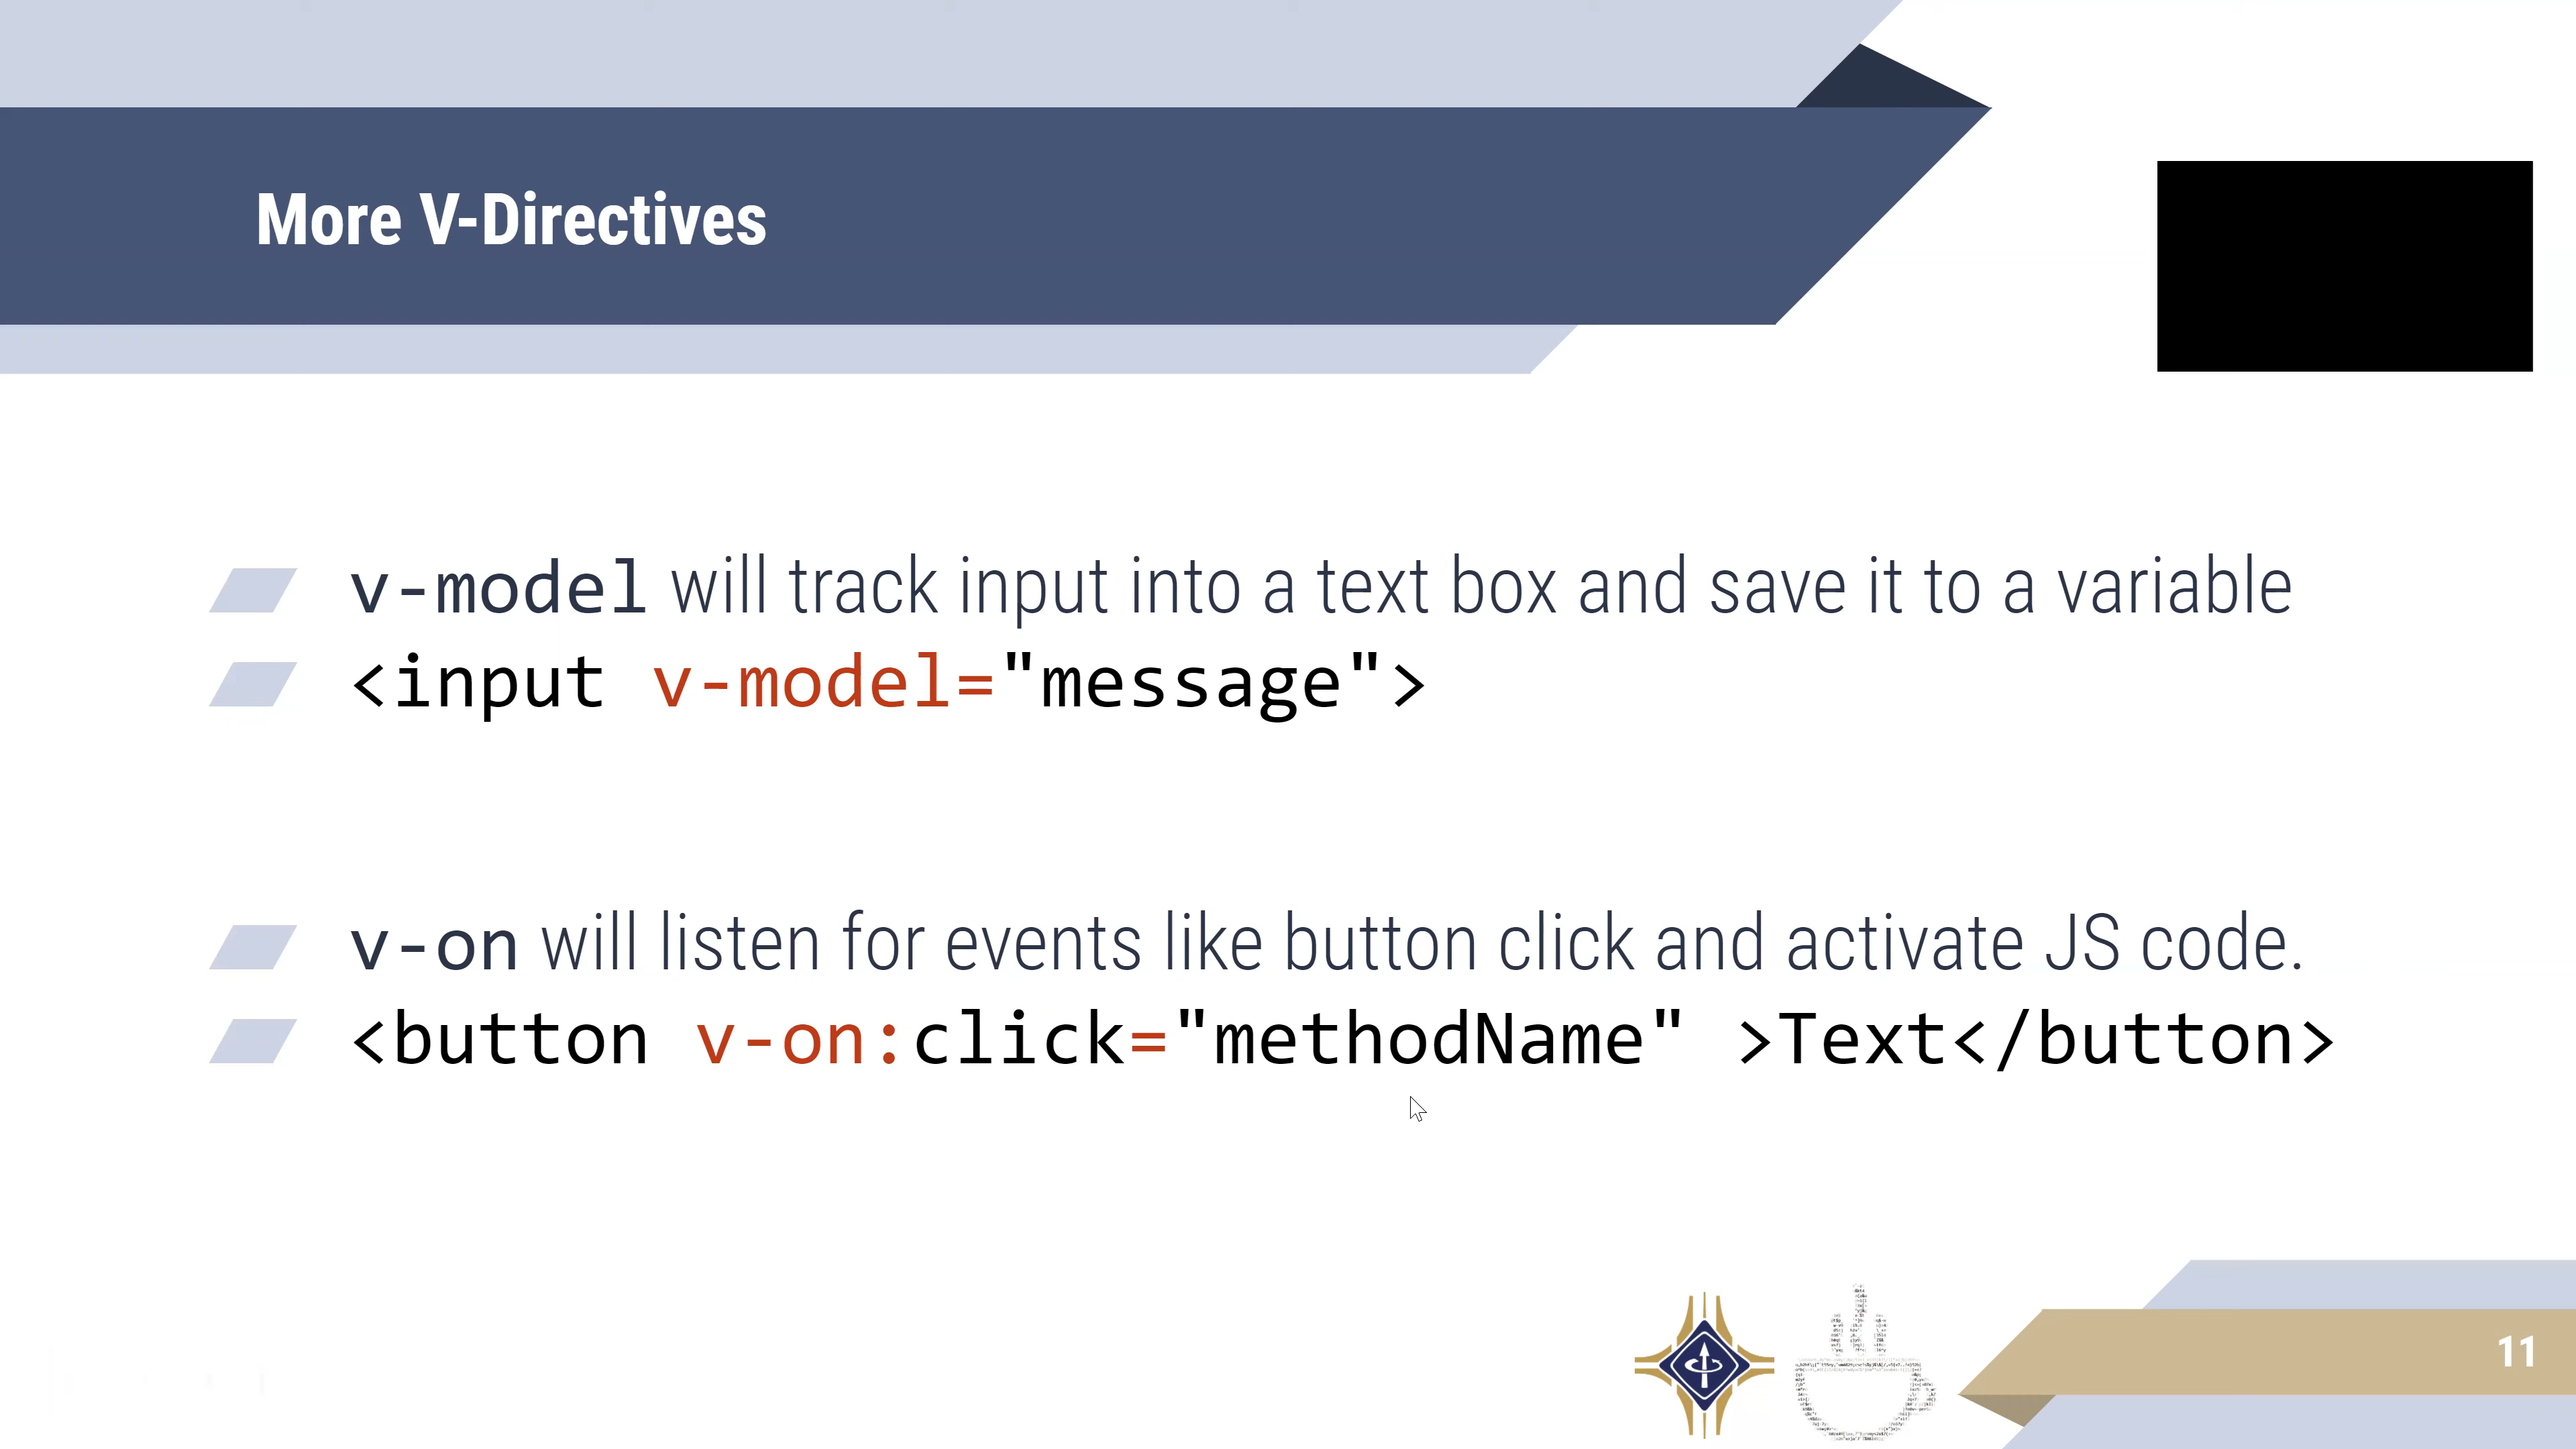 More V-Directives
v-model will track input into a text box and save it to a variable
<input v-model="message">
v-on will listen for events like button click and activate JS code.
<button v-on:click="methodName" >Text</button>
11